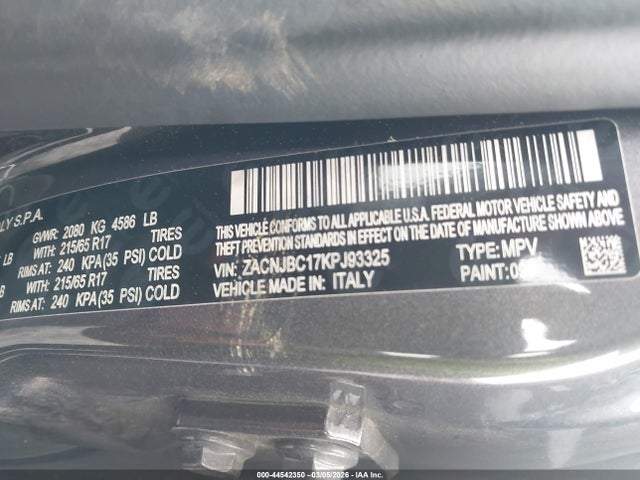 LY S.P.A.
GVWR: 2080 KG 4586 LB
LB WITH: 215/65 R17 TIRES
RIMS AT: 240 KPA(35 PSI) COLD
LB WITH: 215/65 R17 TIRES
RIMS AT: 240 KPA(35 PSI) COLD
THIS VEHICLE CONFORMS TO ALL APPLICABLE U.S.A. FEDERAL MOTOR VEHICLE SAFETY
AND THEFT PREVENTION STANDARDS IN EFFECT ON THE DATE OF MANUFACTURE SHOWN ABOVE.
VIN: ZACNJBC17KPJ93325 TYPE: MPV
VEHICLE MADE IN: ITALY PAINT:
000-44542350 - 03/05/2026 - IAA Inc.